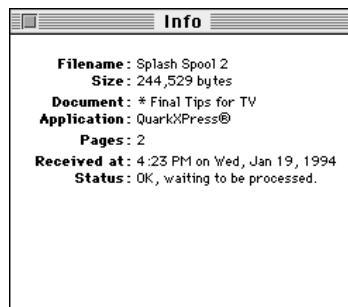 Info
Filename: Splash Spool 2
Size: 244,529 bytes
Document: * Final Tips for TV
Application: QuarkXPress®
Pages: 2
Received at: 4:23 PM on Wed, Jan 19, 1994
Status: OK, waiting to be processed.